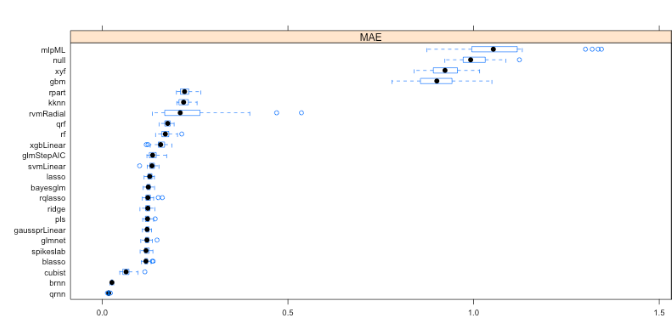 MAE
mlpML
null
xyf
gbm
rpart
kknn
rvmRadial
qrf
rf
xgbLinear
glmStepAIC
svmLinear
lasso
bayesglm
rqlasso
ridge
pls
gaussprLinear
glmnet
spikeslab
blasso
cubist
brnn
qrnn
0.0 0.5 1.0 1.5